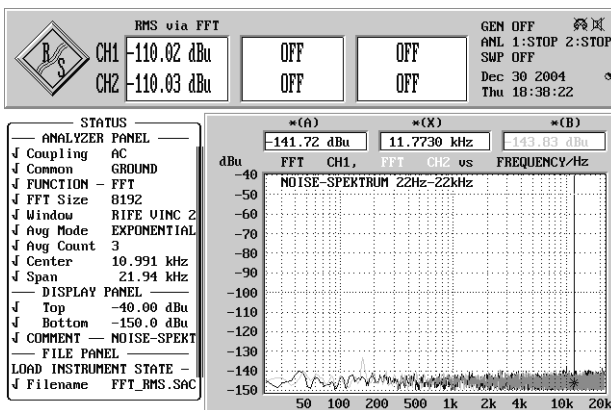 RMS via FFT
CH1 -110.02 dBu
CH2 -110.03 dBu
OFF
OFF
OFF
OFF
GEN OFF
ANL 1:STOP 2:STOP
SWP OFF
Dec 30 2004
Thu 18:38:22
R
S
STATUS
ANALYZER PANEL
Coupling AC
Common GROUND
FUNCTION - FFT
FFT Size 8192
Window RIFE VINC 2
Avg Mode EXPONENTIAL
Avg Count 3
Center 10.991 kHz
Span 21.94 kHz
DISPLAY PANEL
Top -40.00 dBu
Bottom -150.0 dBu
COMMENT - NOISE-SPEKT
FILE PANEL
LOAD INSTRUMENT STATE -
Filename FFT_RMS.SAC
*(A) *(X) *(B)
-141.72 dBu 11.7730 kHz -143.83 dBu
dBu FFT CH1, FFT CH2 vs FREQUENCY/Hz
NOISE-SPEKTRUM 22Hz-22kHz
-40
-50
-60
-70
-80
-90
-100
-110
-120
-130
-140
-150
50 100 200 500 1k 2k 4k 10k 20k